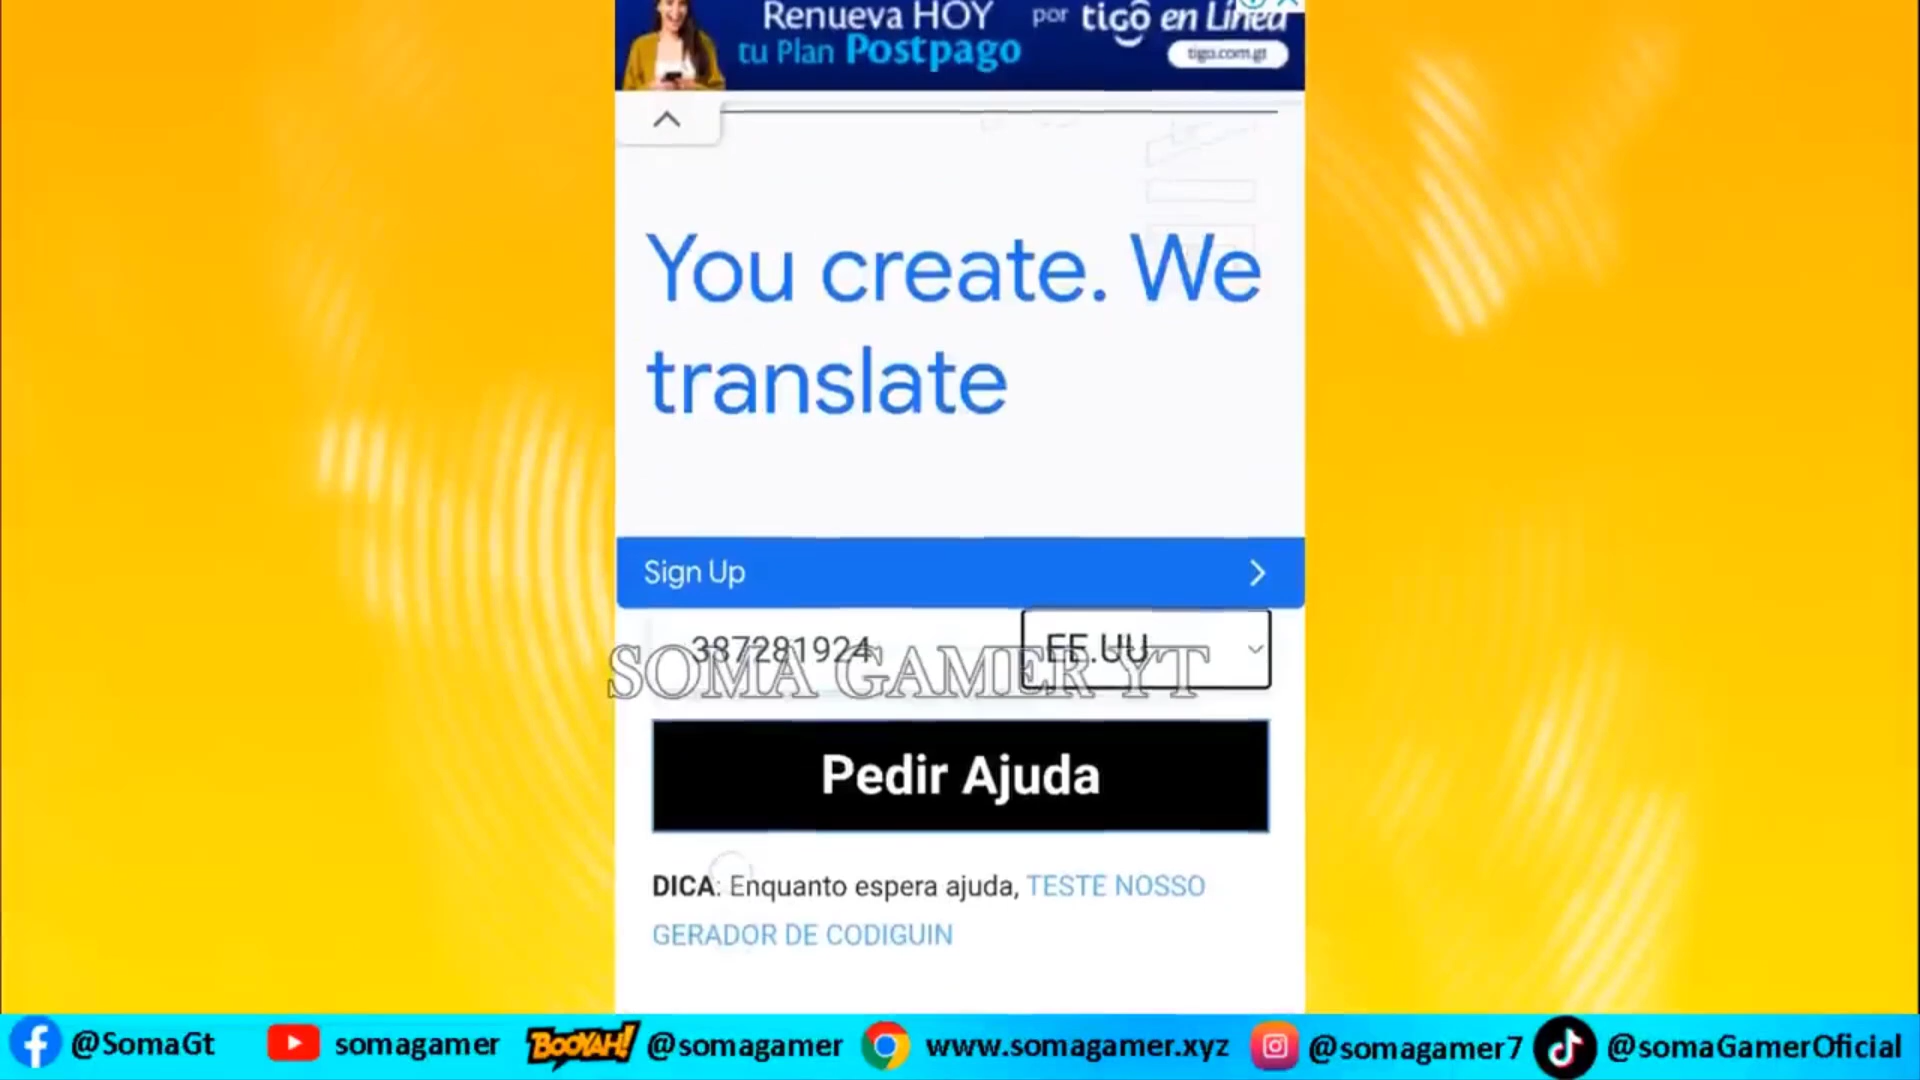 Renueva HOY por tigo en Línea
tu Plan Postpago tigo.com.gt
You create. We
translate
Sign Up
387281924 EE.UU
SOMA GAMER YT
Pedir Ajuda
DICA: Enquanto espera ajuda, TESTE NOSSO
GERADOR DE CODIGUIN
@SomaGt somagamer BOOYAH! @somagamer www.somagamer.xyz @somagamer7 @somaGamerOficial